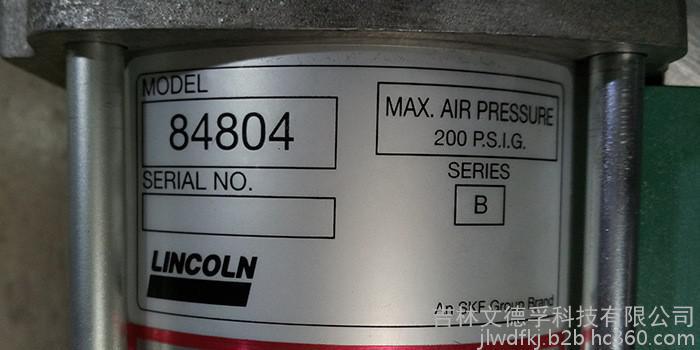 MODEL
84804
MAX. AIR PRESSURE
200 P.S.I.G.
SERIAL NO.
SERIES
B
LINCOLN
An SKF Group Brand
吉林文德孚科技有限公司
jlwdfkj.b2b.hc360.com